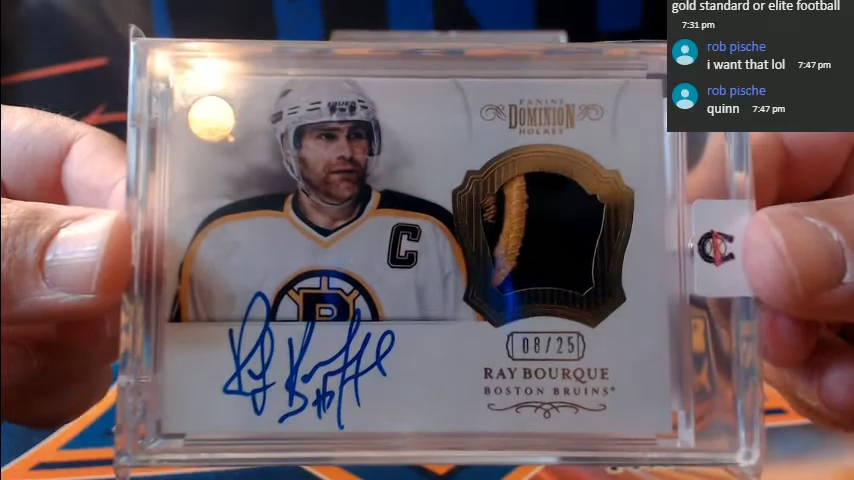 gold standard or elite football
7:31 pm
rob pische
i want that lol 7:47 pm
rob pische
quinn 7:47 pm
PANINI
DOMINION
HOCKEY
C
B
08/25
RAY BOURQUE
BOSTON BRUINS